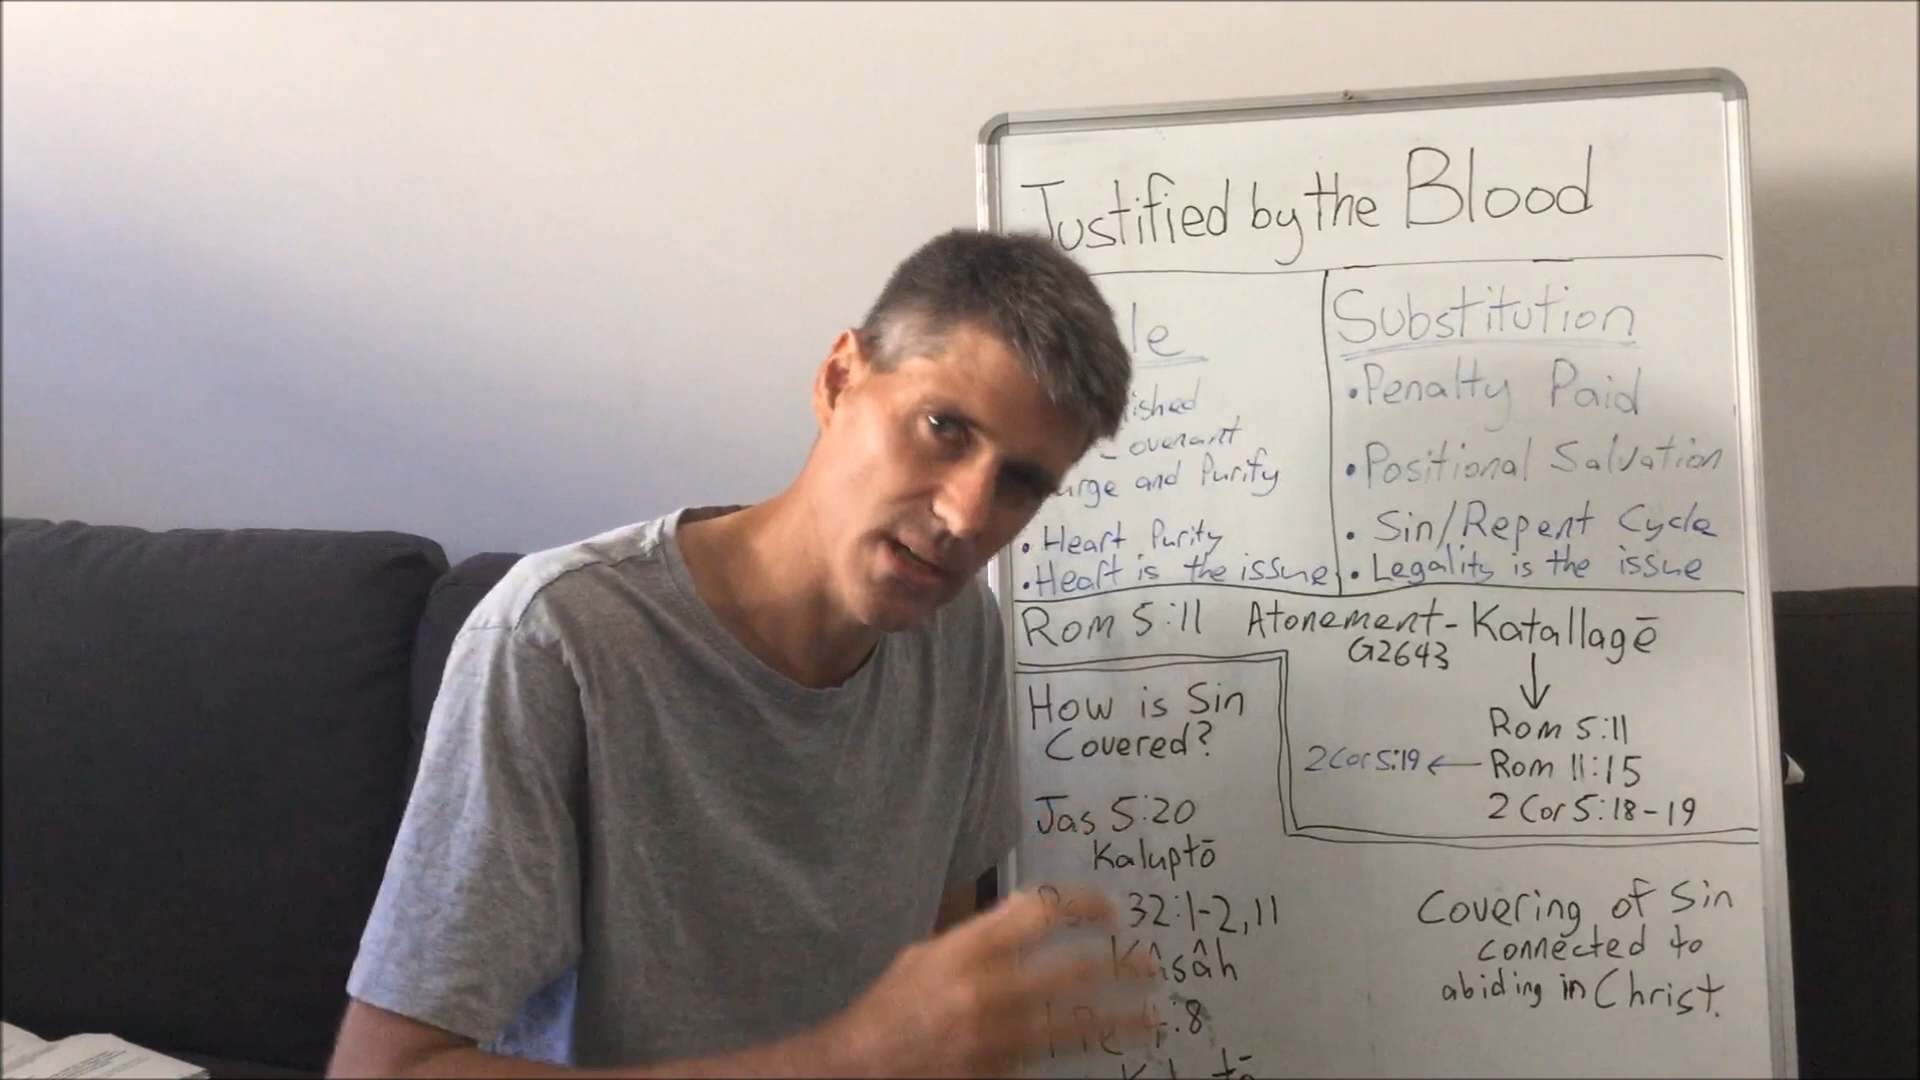 Justified by the Blood
Substitution
• Penalty Paid
• Positional Salvation
• Sin/Repent Cycle
• Legality is the issue
and Purify
• Heart Purity
• Heart is the issue
Rom 5:11 Atonement - Katallagē
G2643
Rom 5:11
2 Cor 5:19 ← Rom 11:15
2 Cor 5:18-19
How is Sin
Covered?
Jas 5:20
Kaluptō
32:1-2, 11
Kâsâh
4:8
Covering of Sin
connected to
abiding in Christ.